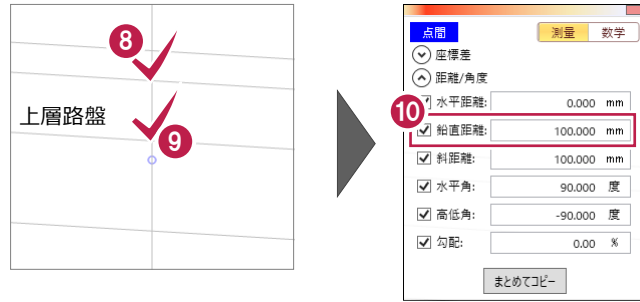 8
上層路盤
9
点間
測量 数学
座標差
距離/角度
10
水平距離: 0.000 mm
鉛直距離: 100.000 mm
斜距離: 100.000 mm
水平角: 90.000 度
高低角: -90.000 度
勾配: 0.00 %
まとめてコピー